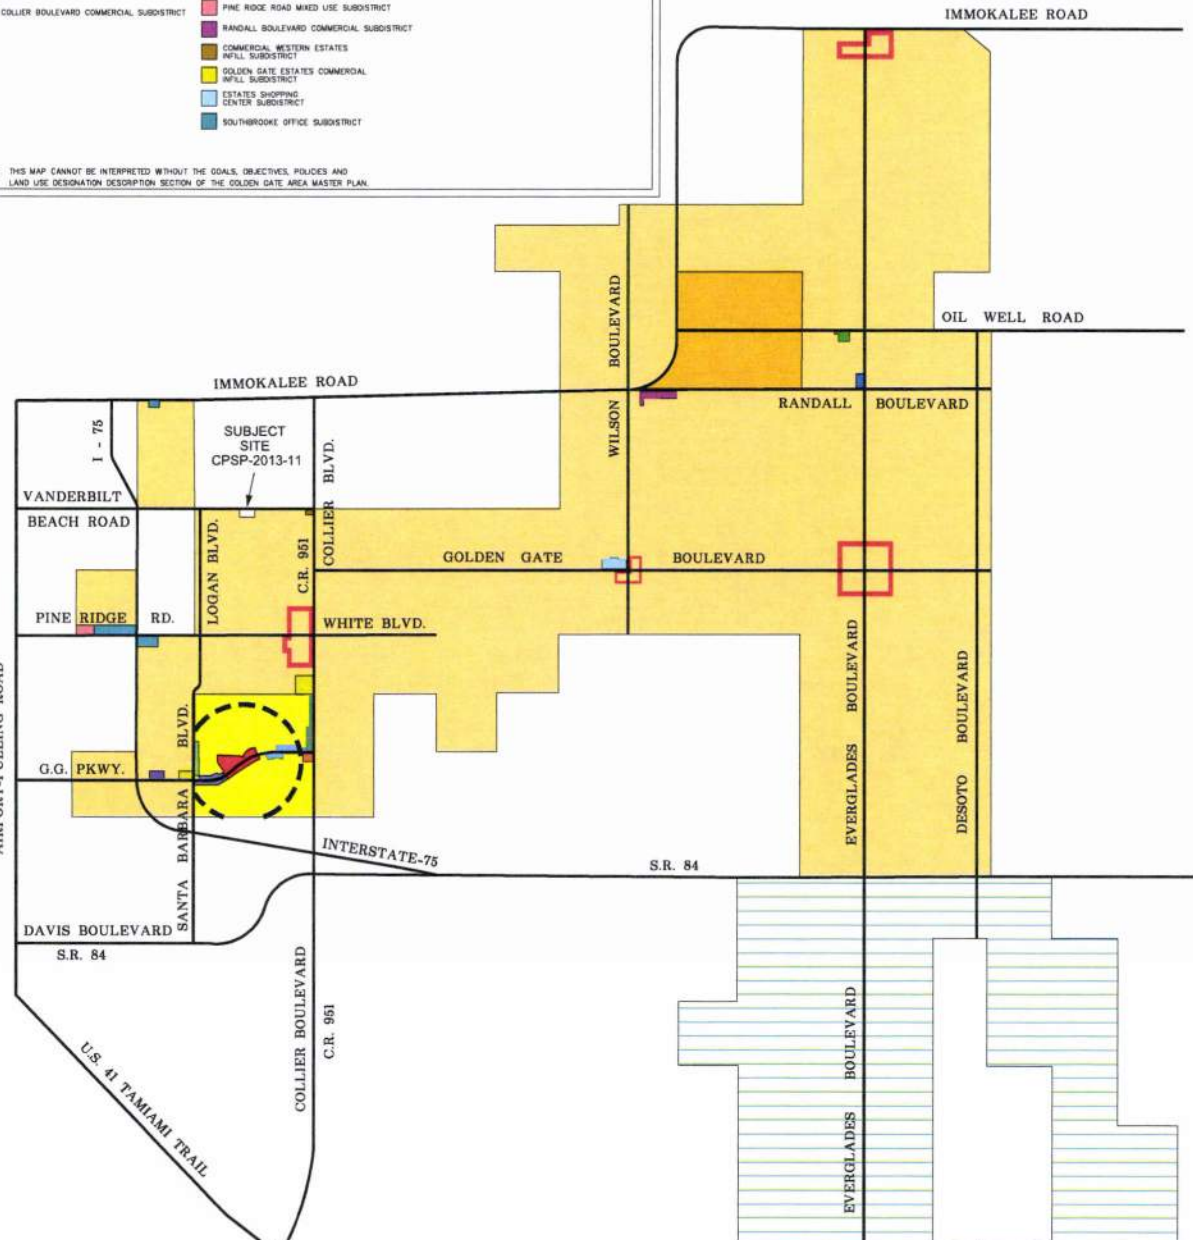 COLLIER BOULEVARD COMMERCIAL SUBDISTRICT
PINE RIDGE ROAD MIXED USE SUBDISTRICT
RANDALL BOULEVARD COMMERCIAL SUBDISTRICT
COMMERCIAL WESTERN ESTATES
INFILL SUBDISTRICT
GOLDEN GATE ESTATES COMMERCIAL
INFILL SUBDISTRICT
ESTATES SHOPPING
CENTER SUBDISTRICT
SOUTHBROOKE OFFICE SUBDISTRICT
THIS MAP CANNOT BE INTERPRETED WITHOUT THE GOALS, OBJECTIVES, POLICIES AND
LAND USE DESIGNATION DESCRIPTION SECTION OF THE GOLDEN GATE AREA MASTER PLAN.
IMMOKALEE ROAD
WILSON BOULEVARD
OIL WELL ROAD
IMMOKALEE ROAD
RANDALL BOULEVARD
I - 75
SUBJECT
SITE
CPSP-2013-11
COLLIER BLVD.
C.R. 951
VANDERBILT
BEACH ROAD
LOGAN BLVD.
GOLDEN GATE BOULEVARD
PINE RIDGE RD.
WHITE BLVD.
EVERGLADES BOULEVARD
DESOTO BOULEVARD
SANTA BARBARA BLVD.
G.G. PKWY.
INTERSTATE-75
S.R. 84
DAVIS BOULEVARD
S.R. 84
COLLIER BOULEVARD
C.R. 951
EVERGLADES BOULEVARD
U.S. 41 TAMIAMI TRAIL